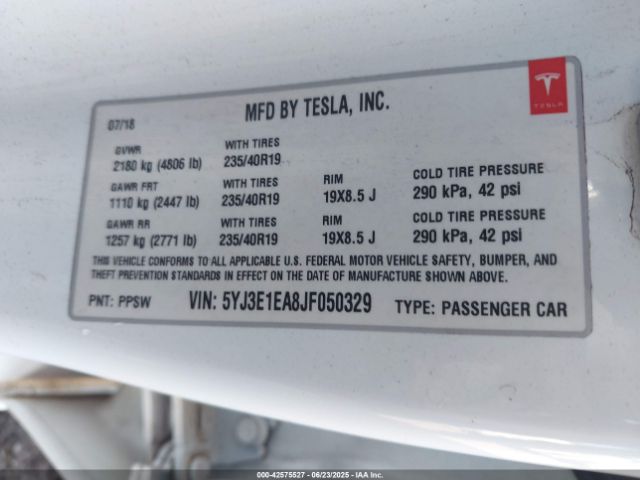 MFD BY TESLA, INC.
TESLA
07/18
GVWR WITH TIRES
2180 kg (4806 lb) 235/40R19
GAWR FRT WITH TIRES RIM COLD TIRE PRESSURE
1110 kg (2447 lb) 235/40R19 19X8.5 J 290 kPa, 42 psi
GAWR RR WITH TIRES RIM COLD TIRE PRESSURE
1257 kg (2771 lb) 235/40R19 19X8.5 J 290 kPa, 42 psi
THIS VEHICLE CONFORMS TO ALL APPLICABLE U.S. FEDERAL MOTOR VEHICLE SAFETY, BUMPER, AND
THEFT PREVENTION STANDARDS IN EFFECT ON THE DATE OF MANUFACTURE SHOWN ABOVE.
PNT: PPSW VIN: 5YJ3E1EA8JF050329 TYPE: PASSENGER CAR
000-42575527 - 06/23/2025 - IAA Inc.